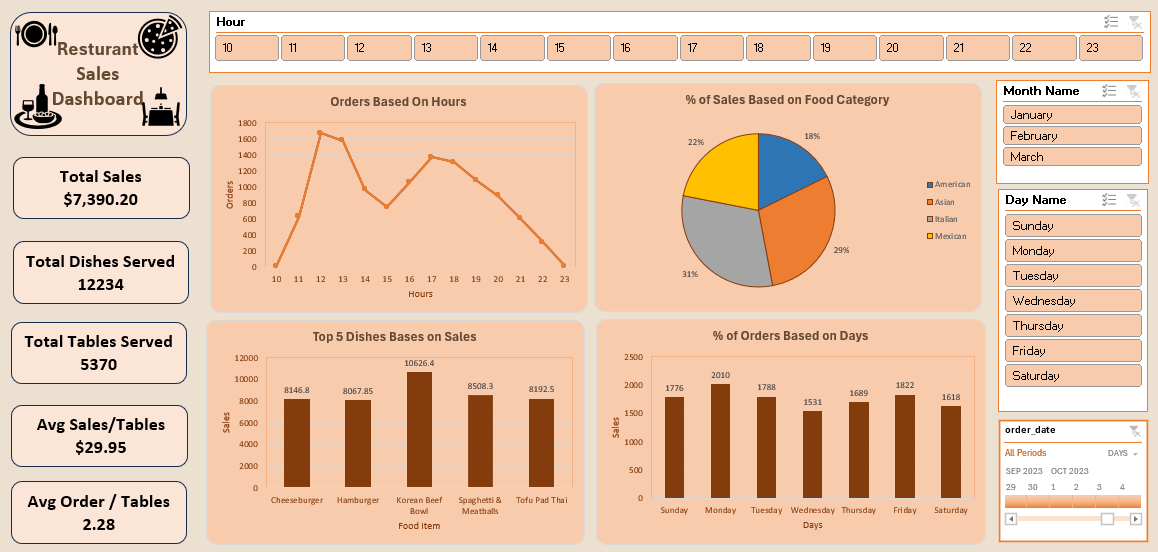 Resturant
Sales
Dashboard
Hour
10 11 12 13 14 15 16 17 18 19 20 21 22 23
Total Sales
$7,390.20
Total Dishes Served
12234
Total Tables Served
5370
Avg Sales/Tables
$29.95
Avg Order / Tables
2.28
Orders Based On Hours
1800
1600
1400
1200
1000
800
600
400
200
0
Orders
10 11 12 13 14 15 16 17 18 19 20 21 22 23
Hours
% of Sales Based on Food Category
22%
18%
29%
31%
American
Asian
Italian
Mexican
Top 5 Dishes Bases on Sales
12000
10000
8000
6000
4000
2000
0
Sales
8146.8
8067.85
10626.4
8508.3
8192.5
Cheeseburger
Hamburger
Korean Beef
Bowl
Spaghetti &
Meatballs
Tofu Pad Thai
Food Item
% of Orders Based on Days
2500
2000
1500
1000
500
0
Sales
1776
2010
1788
1531
1689
1822
1618
Sunday Monday Tuesday Wednesday Thursday Friday Saturday
Days
Month Name
January
February
March
Day Name
Sunday
Monday
Tuesday
Wednesday
Thursday
Friday
Saturday
order_date
All Periods DAYS
SEP 2023 OCT 2023
29 30 1 2 3 4